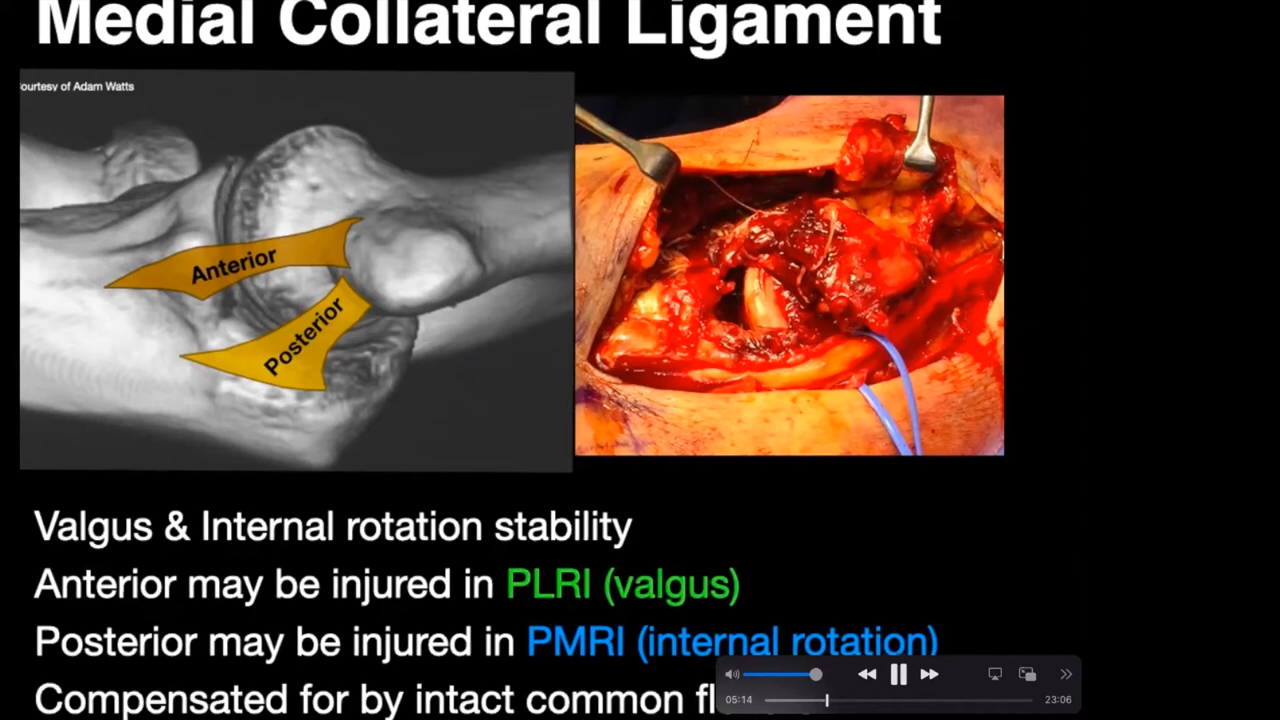 Medial Collateral Ligament
ourtesy of Adam Watts
Anterior
Posterior
Valgus & Internal rotation stability
Anterior may be injured in PLRI (valgus)
Posterior may be injured in PMRI (internal rotation)
Compensated for by intact common fl
05:14
23:06